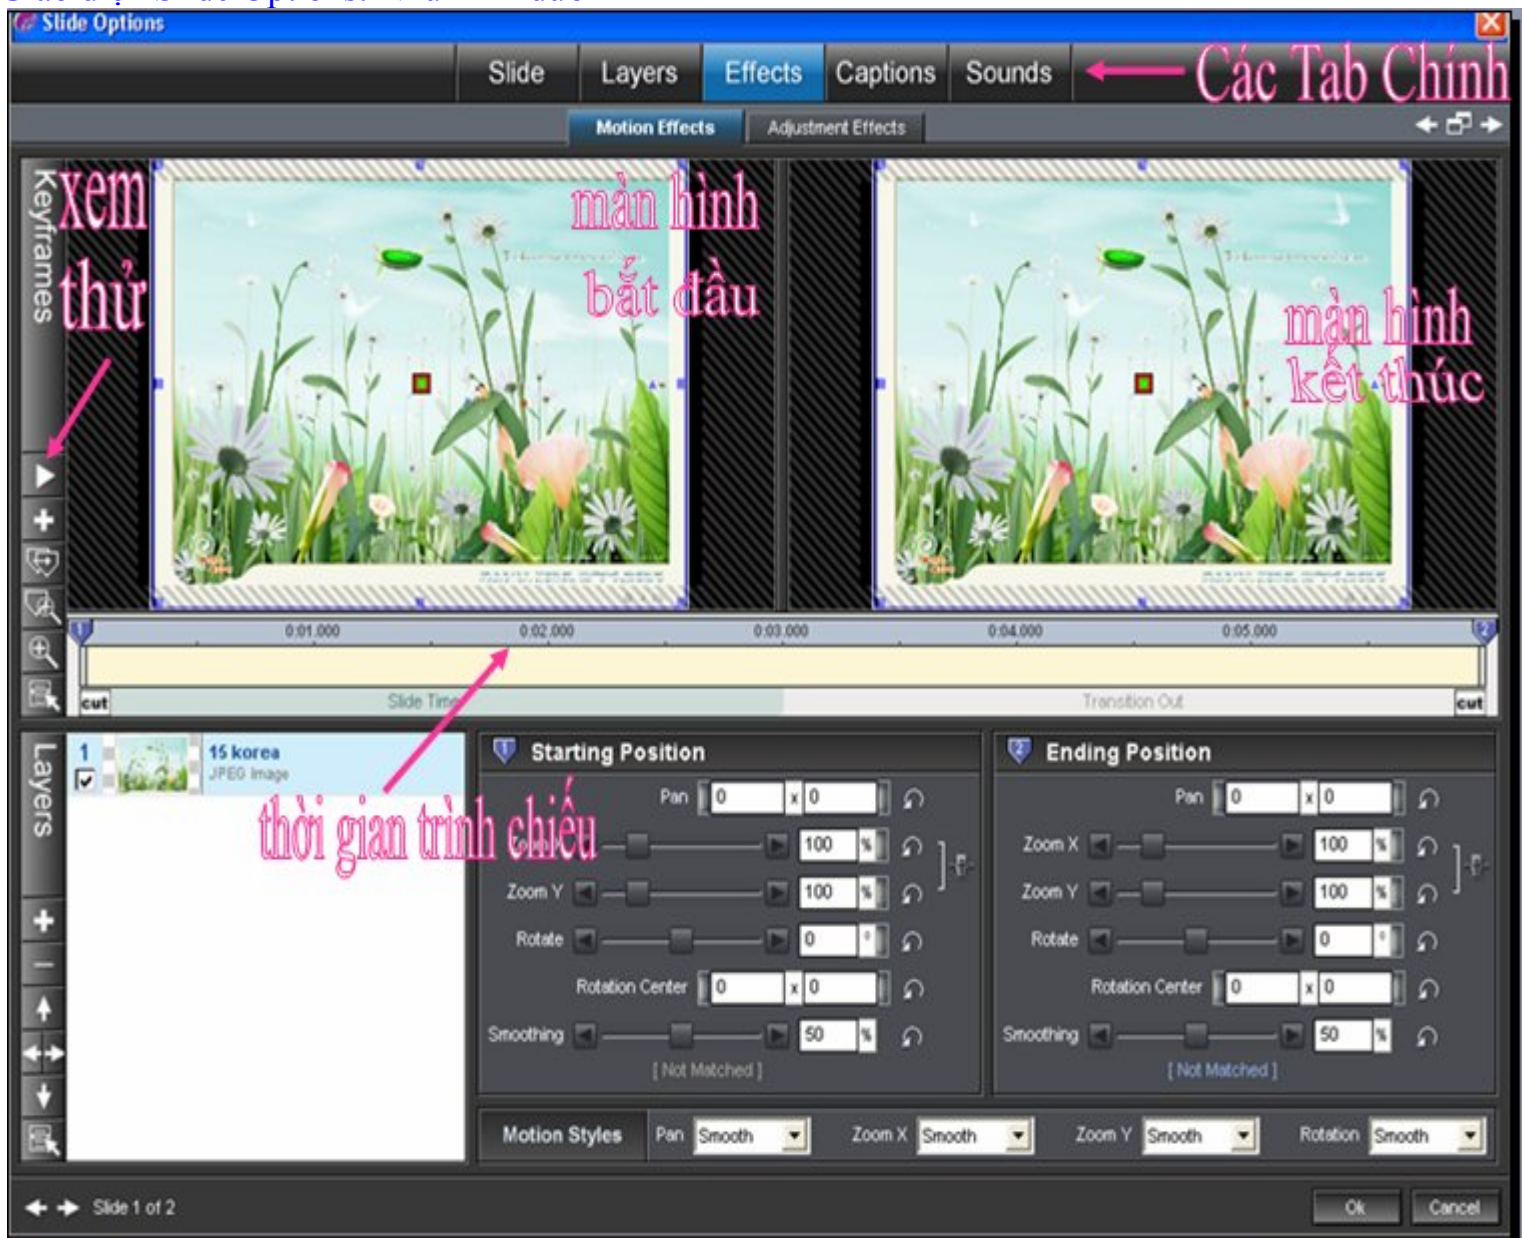 Slide Options
Slide Layers Effects Captions Sounds Các Tab Chính
Motion Effects Adjustment Effects
Keyframes
xem
thử
màn hình
bắt đầu
màn hình
kết thúc
1 0:01.000 0:02.000 0:03.000 0:04.000 0:05.000 2
cut Slide Time Transition Out cut
Layers
1 15 korea
JPEG Image
thời gian trình chiếu
1 Starting Position
Pan 0 x 0
100 %
Zoom Y 100 %
Rotate 0 °
Rotation Center 0 x 0
Smoothing 50 %
[ Not Matched ]
2 Ending Position
Pan 0 x 0
Zoom X 100 %
Zoom Y 100 %
Rotate 0 °
Rotation Center 0 x 0
Smoothing 50 %
[ Not Matched ]
Motion Styles Pan Smooth Zoom X Smooth Zoom Y Smooth Rotation Smooth
Slide 1 of 2 Ok Cancel